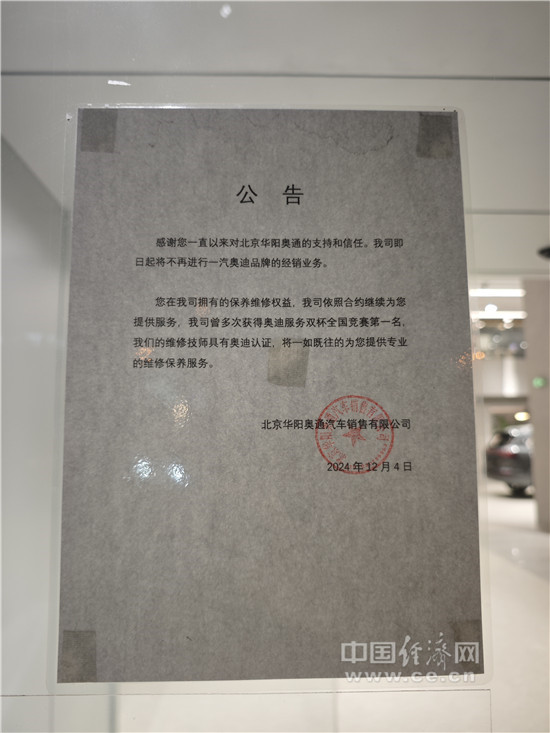 公 告
感谢您一直以来对北京华阳奥通的支持和信任。我司即
日起将不再进行一汽奥迪品牌的经销业务。
您在我司拥有的保养维修权益，我司依照合约继续为您
提供服务，我司曾多次获得奥迪服务双杯全国竞赛第一名，
我们的维修技师具有奥迪认证，将一如既往的为您提供专业
的维修保养服务。
北京华阳奥通汽车销售有限公司
2024 年 12 月 4 日
中国经济网
www.ce.cn